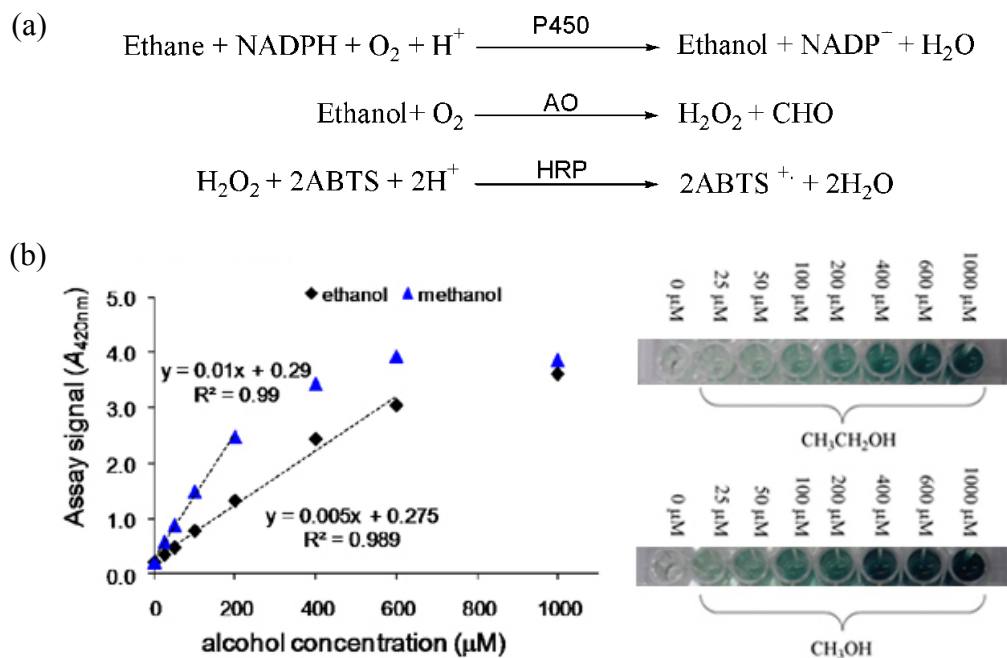 (a)
P450
Ethane + NADPH + O₂ + H⁺ → Ethanol + NADP⁺ + H₂O
AO
Ethanol+ O₂ → H₂O₂ + CHO
HRP
H₂O₂ + 2ABTS + 2H⁺ → 2ABTS ⁺· + 2H₂O
(b)
Assay signal (A420nm)
5.0
4.0
3.0
2.0
1.0
0.0
◆ethanol ▲methanol
y = 0.01x + 0.29
R² = 0.99
y = 0.005x + 0.275
R² = 0.989
0 200 400 600 800 1000
alcohol concentration (μM)
0 μM 25 μM 50 μM 100 μM 200 μM 400 μM 600 μM 1000 μM
CH₃CH₂OH
0 μM 25 μM 50 μM 100 μM 200 μM 400 μM 600 μM 1000 μM
CH₃OH